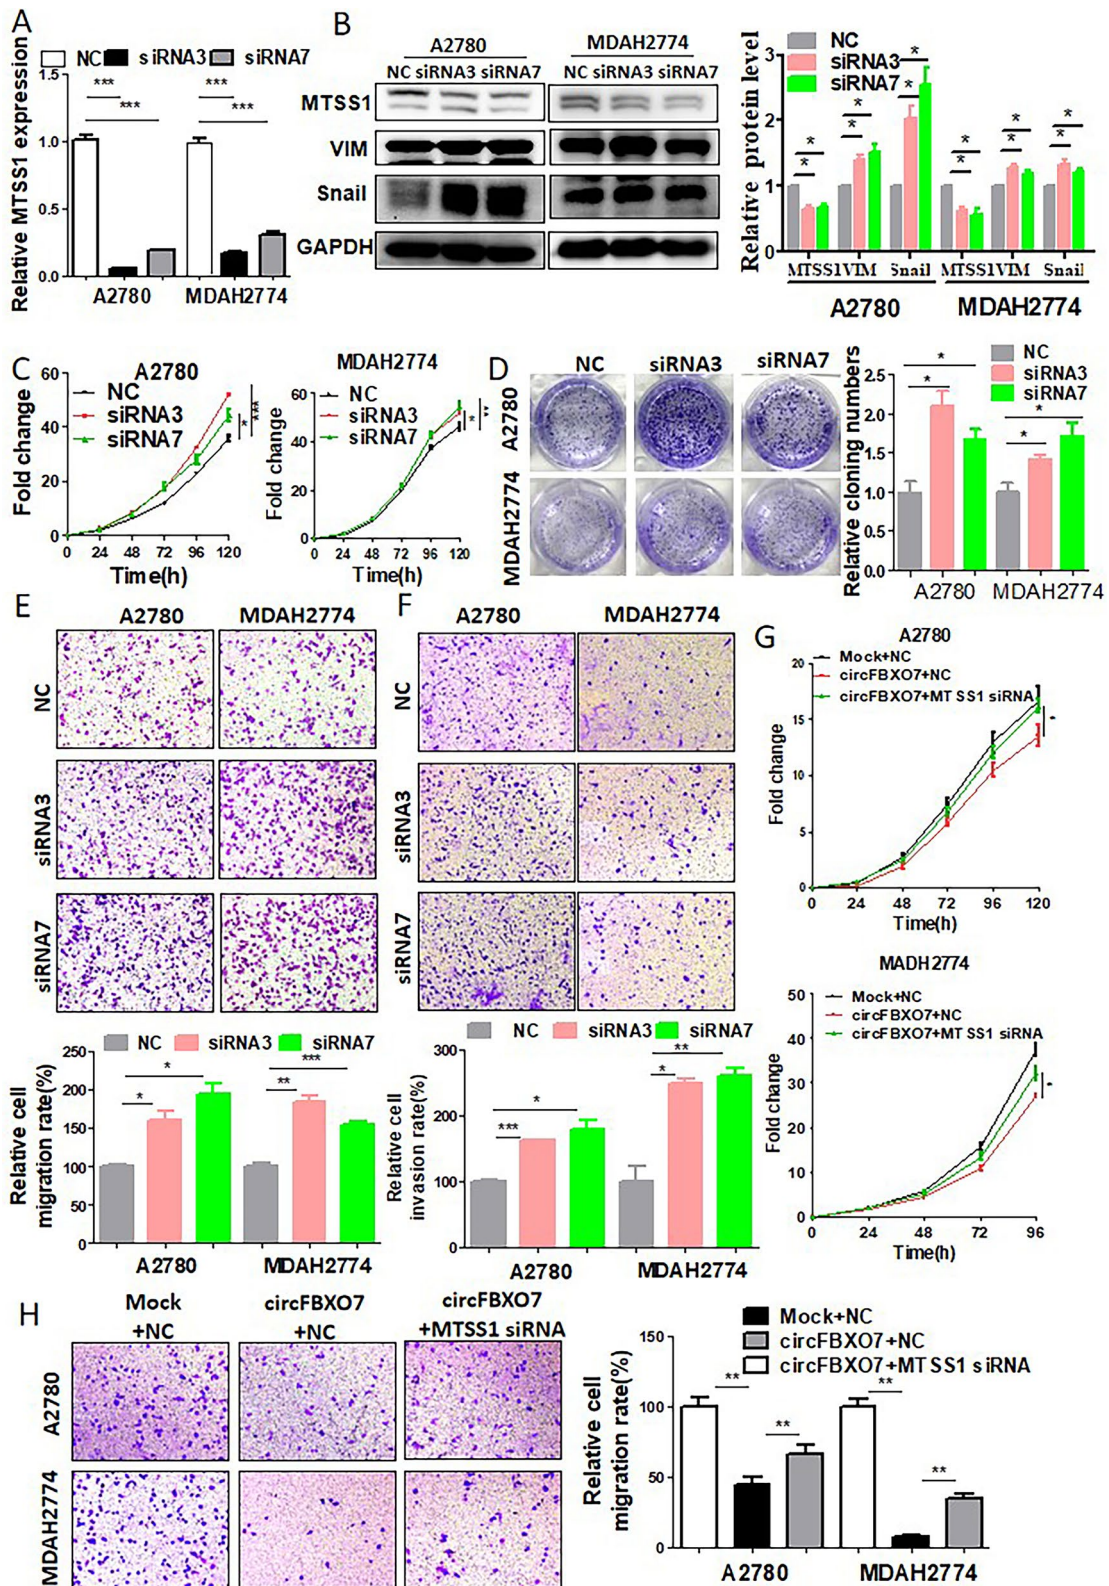 A
NC siRNA3 siRNA7
Relative MTSS1 expression
1.5
1.0
0.5
0.0
*** *** *** ***
A2780 MDAH2774
B
A2780 MDAH2774
NC siRNA3 siRNA7 NC siRNA3 siRNA7
MTSS1
VIM
Snail
GAPDH
NC
siRNA3
siRNA7
Relative protein level
3
2
1
0
* * * * * * * * * * * *
MTSS1 VIM Snail MTSS1 VIM Snail
A2780 MDAH2774
C
A2780
NC
siRNA3
siRNA7
Fold change
60
40
20
0
* ***
0 24 48 72 96 120
Time(h)
MDAH2774
NC
siRNA3
siRNA7
Fold change
60
40
20
0
* **
0 24 48 72 96 120
Time(h)
D
NC siRNA3 siRNA7
A2780
MDAH2774
NC
siRNA3
siRNA7
Relative cloning numbers
2.5
2.0
1.5
1.0
0.5
0.0
* * * *
A2780 MDAH2774
E
A2780 MDAH2774
NC
siRNA3
siRNA7
NC siRNA3 siRNA7
Relative cell
migration rate(%)
250
200
150
100
50
0
* * ** ***
A2780 MDAH2774
F
A2780 MDAH2774
NC
siRNA3
siRNA7
NC siRNA3 siRNA7
Relative cell
invasion rate(%)
300
200
100
0
*** * * **
A2780 MDAH2774
G
A2780
Mock+NC
circFBXO7+NC
circFBXO7+MTSS1 siRNA
Fold change
20
15
10
5
0
*
0 24 48 72 96 120
Time(h)
MADH2774
Mock+NC
circFBXO7+NC
circFBXO7+MTSS1 siRNA
Fold change
50
40
30
20
10
0
*
0 24 48 72 96
Time(h)
H
Mock
+NC
circFBXO7
+NC
circFBXO7
+MTSS1 siRNA
A2780
MDAH2774
Mock+NC
circFBXO7+NC
circFBXO7+MTSS1 siRNA
Relative cell
migration rate(%)
150
100
50
0
** ** ** **
A2780 MDAH2774